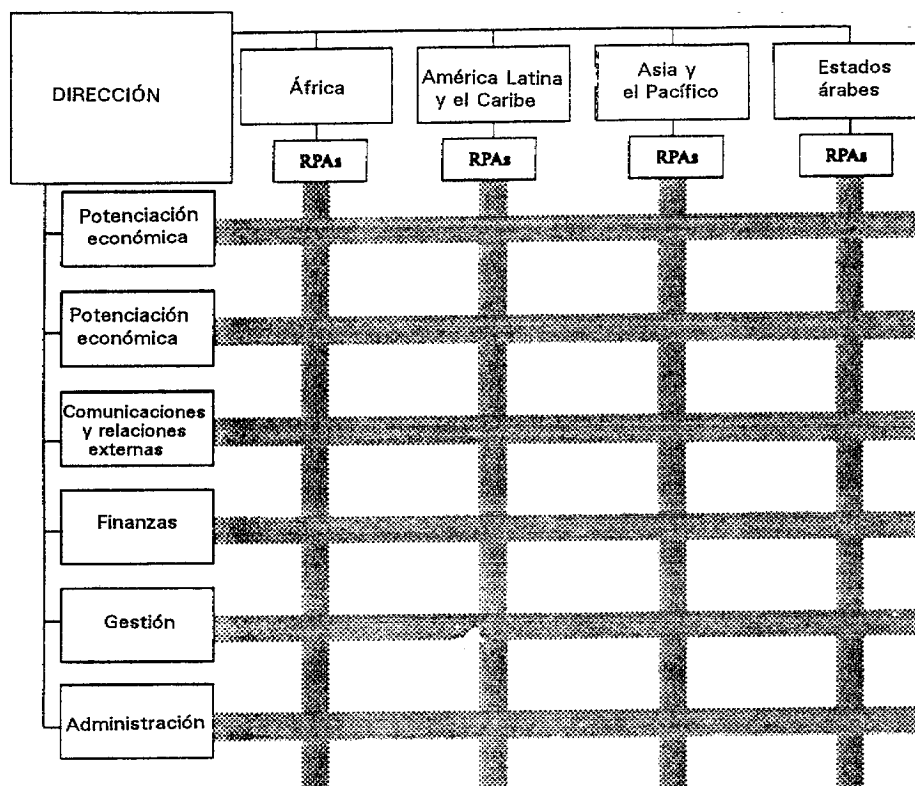 DIRECCIÓN
África
América Latina
y el Caribe
Asia y
el Pacífico
Estados
árabes
RPAs
RPAs
RPAs
RPAs
Potenciación
económica
Potenciación
económica
Comunicaciones
y relaciones
externas
Finanzas
Gestión
Administración